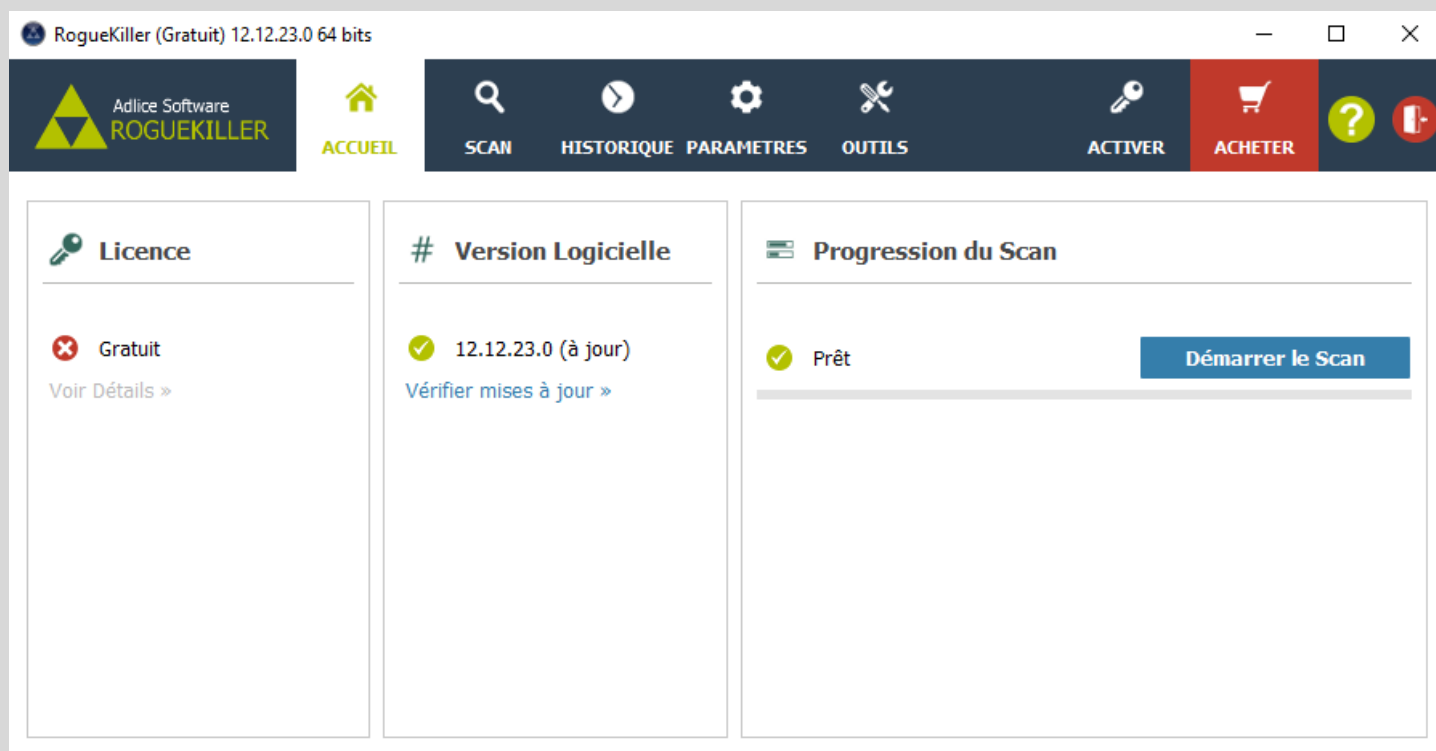 RogueKiller (Gratuit) 12.12.23.0 64 bits
Adlice Software
ROGUEKILLER
ACCUEIL
SCAN
HISTORIQUE
PARAMETRES
OUTILS
ACTIVER
ACHETER
?
Licence
Gratuit
Voir Détails »
# Version Logicielle
12.12.23.0 (à jour)
Vérifier mises à jour »
Progression du Scan
Prêt
Démarrer le Scan